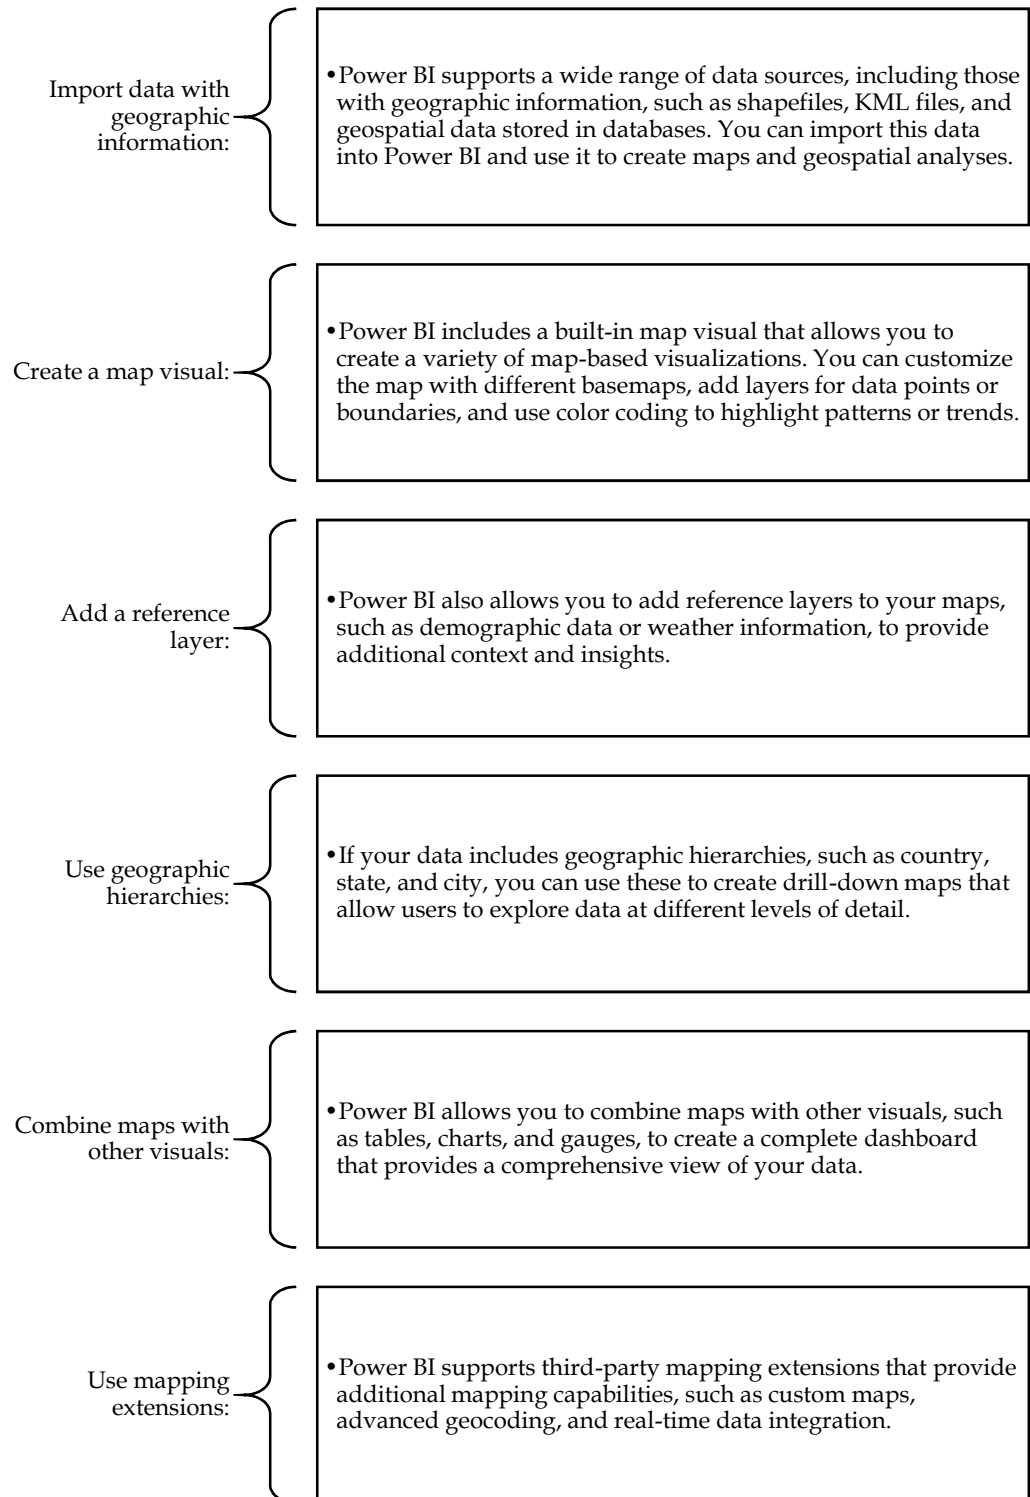 Import data with
geographic
information:
•Power BI supports a wide range of data sources, including those
with geographic information, such as shapefiles, KML files, and
geospatial data stored in databases. You can import this data
into Power BI and use it to create maps and geospatial analyses.
Create a map visual:
•Power BI includes a built-in map visual that allows you to
create a variety of map-based visualizations. You can customize
the map with different basemaps, add layers for data points or
boundaries, and use color coding to highlight patterns or trends.
Add a reference
layer:
•Power BI also allows you to add reference layers to your maps,
such as demographic data or weather information, to provide
additional context and insights.
Use geographic
hierarchies:
•If your data includes geographic hierarchies, such as country,
state, and city, you can use these to create drill-down maps that
allow users to explore data at different levels of detail.
Combine maps with
other visuals:
•Power BI allows you to combine maps with other visuals, such
as tables, charts, and gauges, to create a complete dashboard
that provides a comprehensive view of your data.
Use mapping
extensions:
•Power BI supports third-party mapping extensions that provide
additional mapping capabilities, such as custom maps,
advanced geocoding, and real-time data integration.